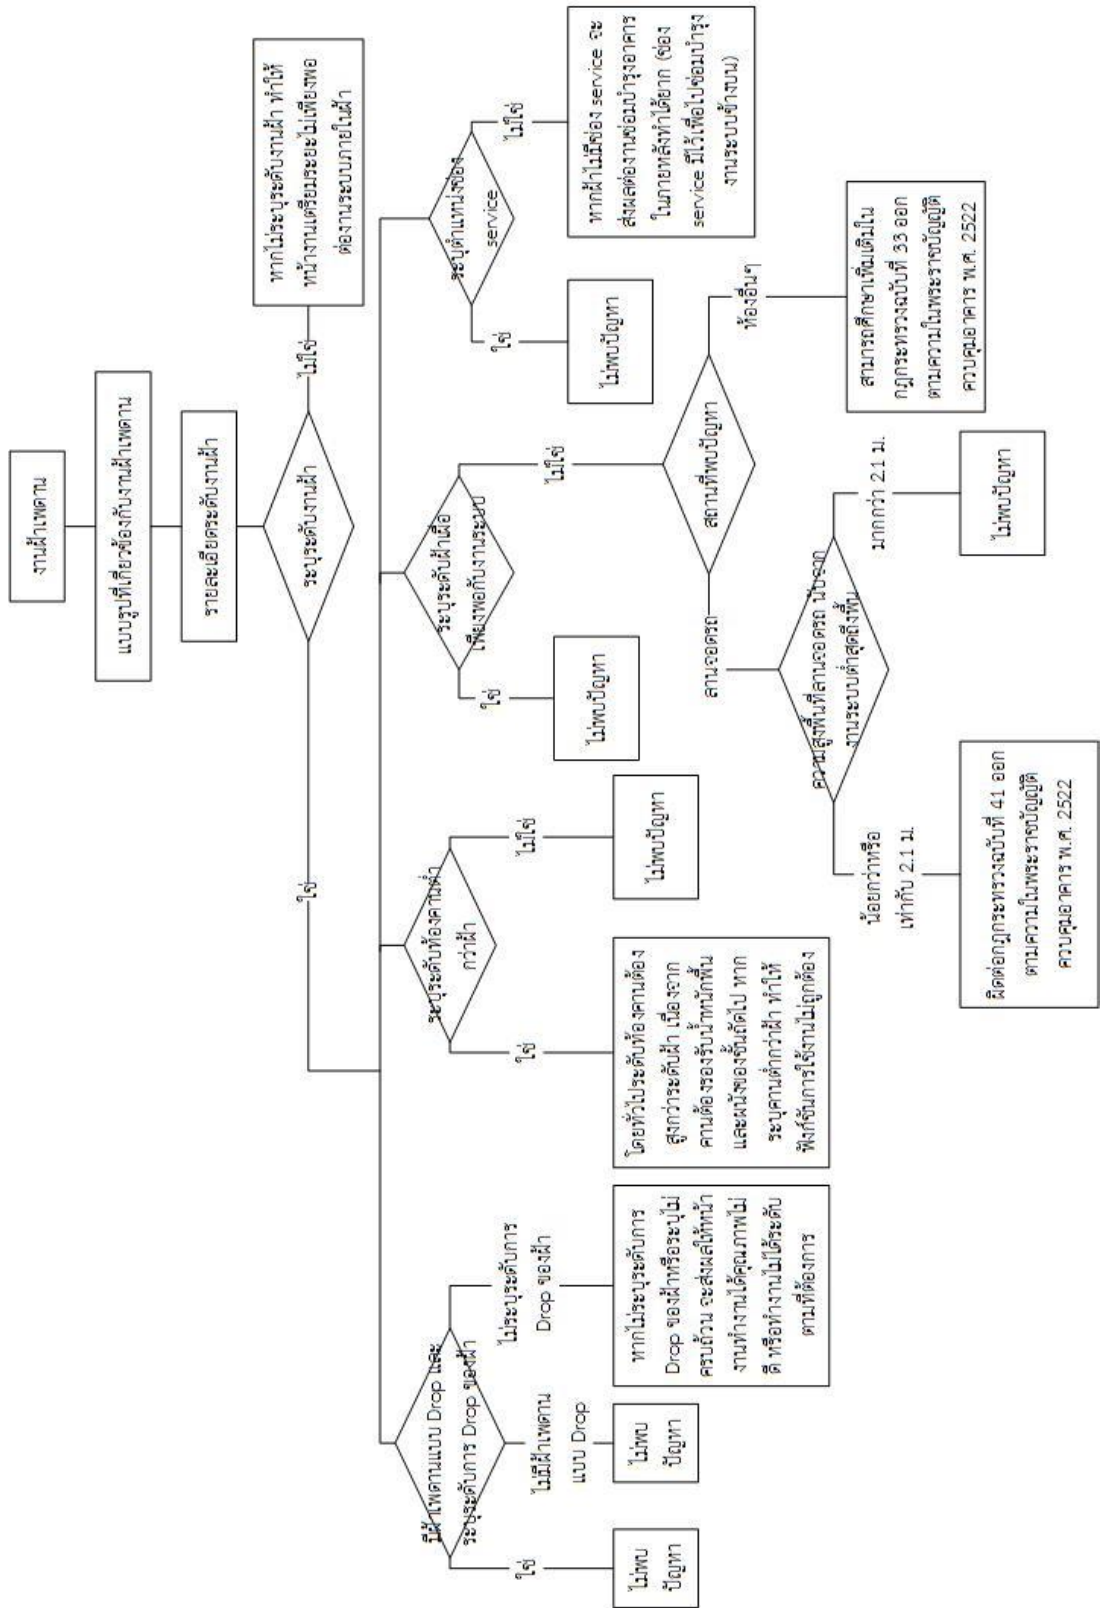 งานฝ้าเพดาน
แบบรูปที่เกี่ยวข้องกับงานฝ้าเพดาน
รายละเอียดระดับงานฝ้า
ระบุระดับงานฝ้า
ใช่
ไม่ใช่
หากไม่ระบุระดับงานฝ้า ทำให้
หน้างานเตรียมระยะไม่เพียงพอ
ต่องานระบบภายในฝ้า
มีฝ้าเพดานแบบ Drop และ
ระบุระดับการ Drop ของฝ้า
ใช่
ไม่พบ
ปัญหา
ไม่มีฝ้าเพดาน
แบบ Drop
ไม่พบ
ปัญหา
ไม่ระบุระดับการ
Drop ของฝ้า
หากไม่ระบุระดับการ
Drop ของฝ้าหรือระบุไม่
ครบถ้วน จะส่งผลให้หน้า
งานทำงานได้คุณภาพไม่
ดี หรือทำงานไม่ได้ระดับ
ตามที่ต้องการ
ระบุระดับท้องคานต่ำ
กว่าฝ้า
ใช่
โดยทั่วไประดับท้องคานต้อง
สูงกว่าระดับฝ้า เนื่องจาก
คานต้องรองรับน้ำหนักพื้น
และผนังของชั้นถัดไป หาก
ระบุคานต่ำกว่าฝ้า ทำให้
ฟังก์ชันการใช้งานไม่ถูกต้อง
ไม่ใช่
ไม่พบปัญหา
ระบุระดับฝ้าเผื่อ
เพียงพอกับงานระบบ
ใช่
ไม่พบปัญหา
ไม่ใช่
สถานที่พบปัญหา
ลานจอดรถ
ความสูงพื้นที่ลานจอดรถ นับจาก
งานระบบต่ำสุดถึงพื้น
น้อยกว่าหรือ
เท่ากับ 2.1 ม.
ผิดต่อกฎกระทรวงฉบับที่ 41 ออก
ตามความในพระราชบัญญัติ
ควบคุมอาคาร พ.ศ. 2522
มากกว่า 2.1 ม.
ไม่พบปัญหา
ห้องอื่นๆ
สามารถศึกษาเพิ่มเติมใน
กฎกระทรวงฉบับที่ 33 ออก
ตามความในพระราชบัญญัติ
ควบคุมอาคาร พ.ศ. 2522
ระบุตำแหน่งช่อง
service
ใช่
ไม่พบปัญหา
ไม่ใช่
หากฝ้าไม่มีช่อง service จะ
ส่งผลต่องานซ่อมบำรุงอาคาร
ในภายหลังทำได้ยาก (ช่อง
service มีไว้เพื่อไปซ่อมบำรุง
งานระบบข้างบน)